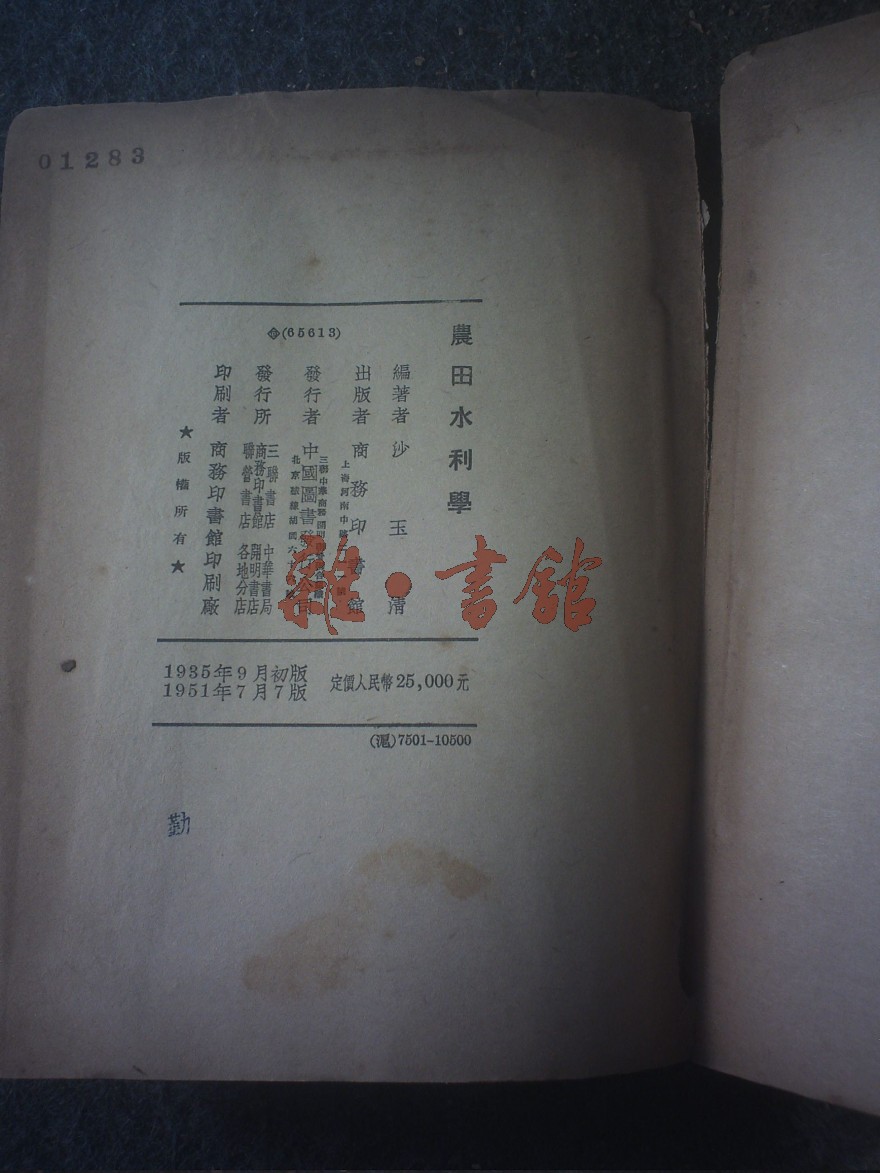 01283
(65613)
農田水利學
編著者 沙玉清
出版者 商務印書館
上海河南中路
發行者 中國圖書發行公司
發行所 三聯書店 中華書局
商務印書館 開明書店
聯營書店 各地分店
印刷者 商務印書館印刷廠
★版權所有★
1935年9月初版
1951年7月7版
定價人民幣25,000元
(滬)7501-10500
勤
雜·書館